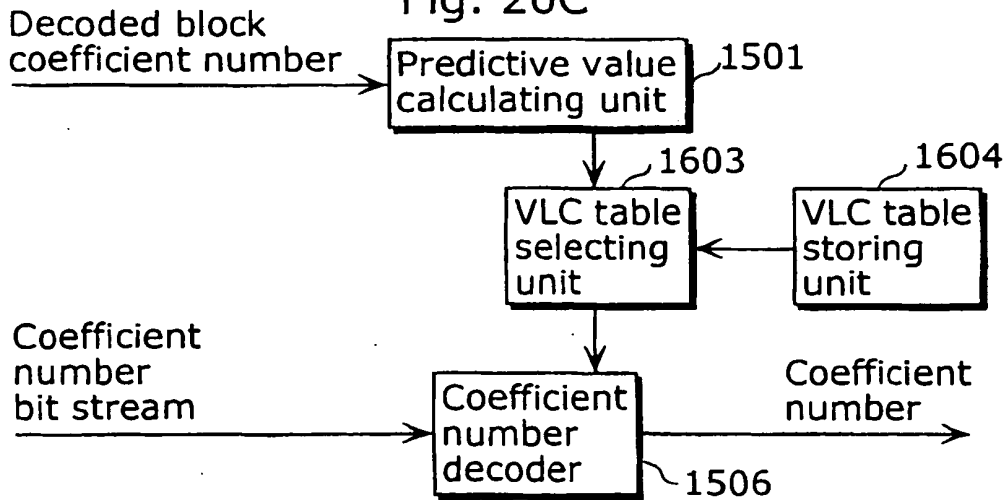 Fig. 20C
Decoded block
coefficient number
Predictive value
calculating unit
1501
1603
1604
VLC table
selecting
unit
VLC table
storing
unit
Coefficient
number
bit stream
Coefficient
number
decoder
Coefficient
number
1506